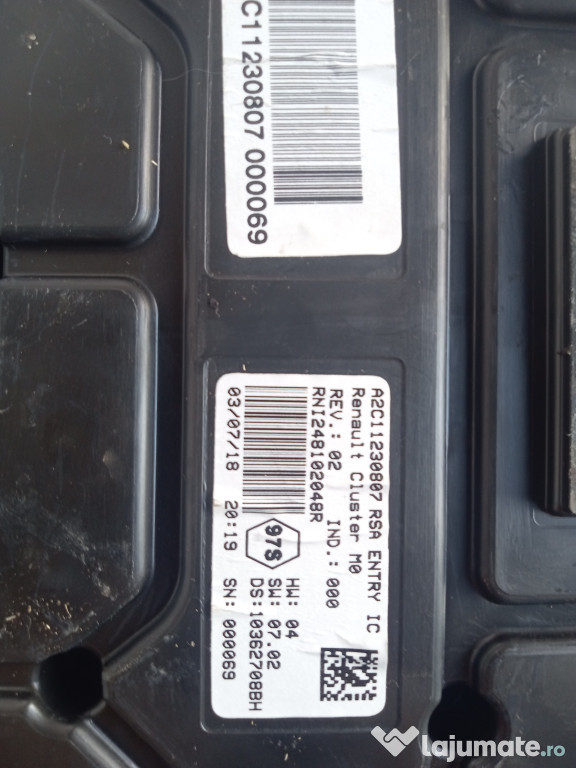 C11230807 000069
A2C11230807 RSA ENTRY IC
Renault Cluster M0
REV.: 02 IND.: 000
RNI248102048R
97S
HW: 04
SW: 07.02
DS:10362708BH
03/07/18 20:19 SN: 000069
lajumate.ro